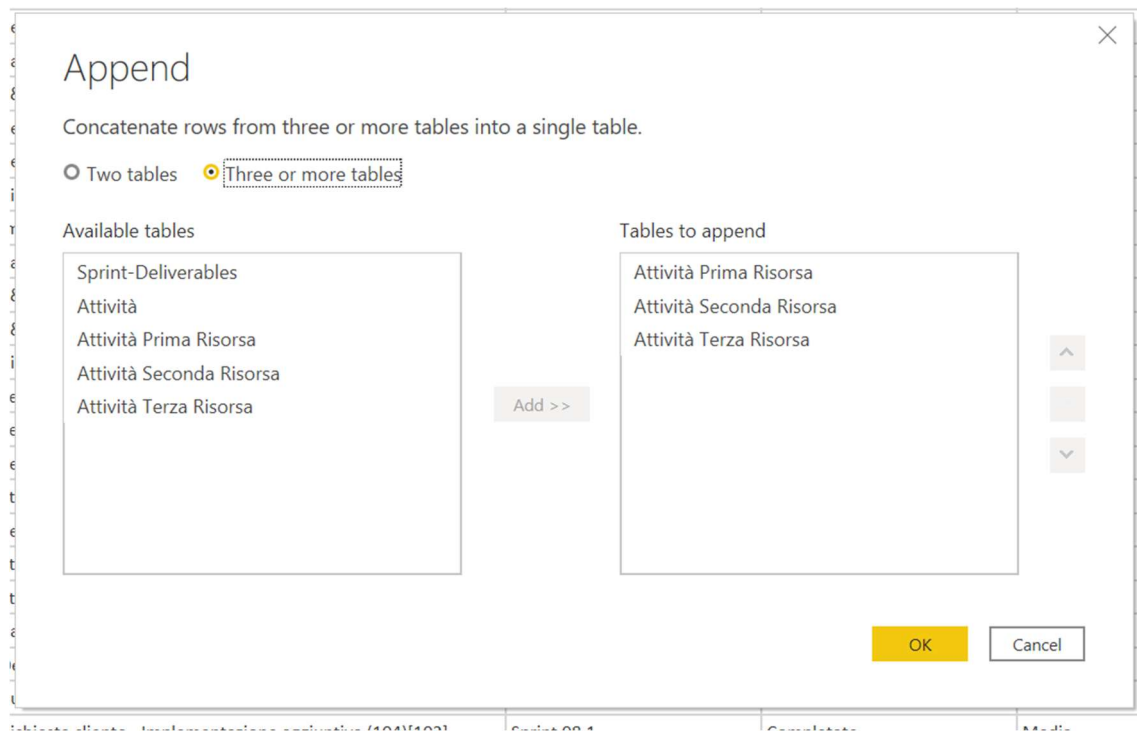 Append
Concatenate rows from three or more tables into a single table.
Two tables
Three or more tables
Available tables
Sprint-Deliverables
Attività
Attività Prima Risorsa
Attività Seconda Risorsa
Attività Terza Risorsa
Add >>
Tables to append
Attività Prima Risorsa
Attività Seconda Risorsa
Attività Terza Risorsa
OK
Cancel